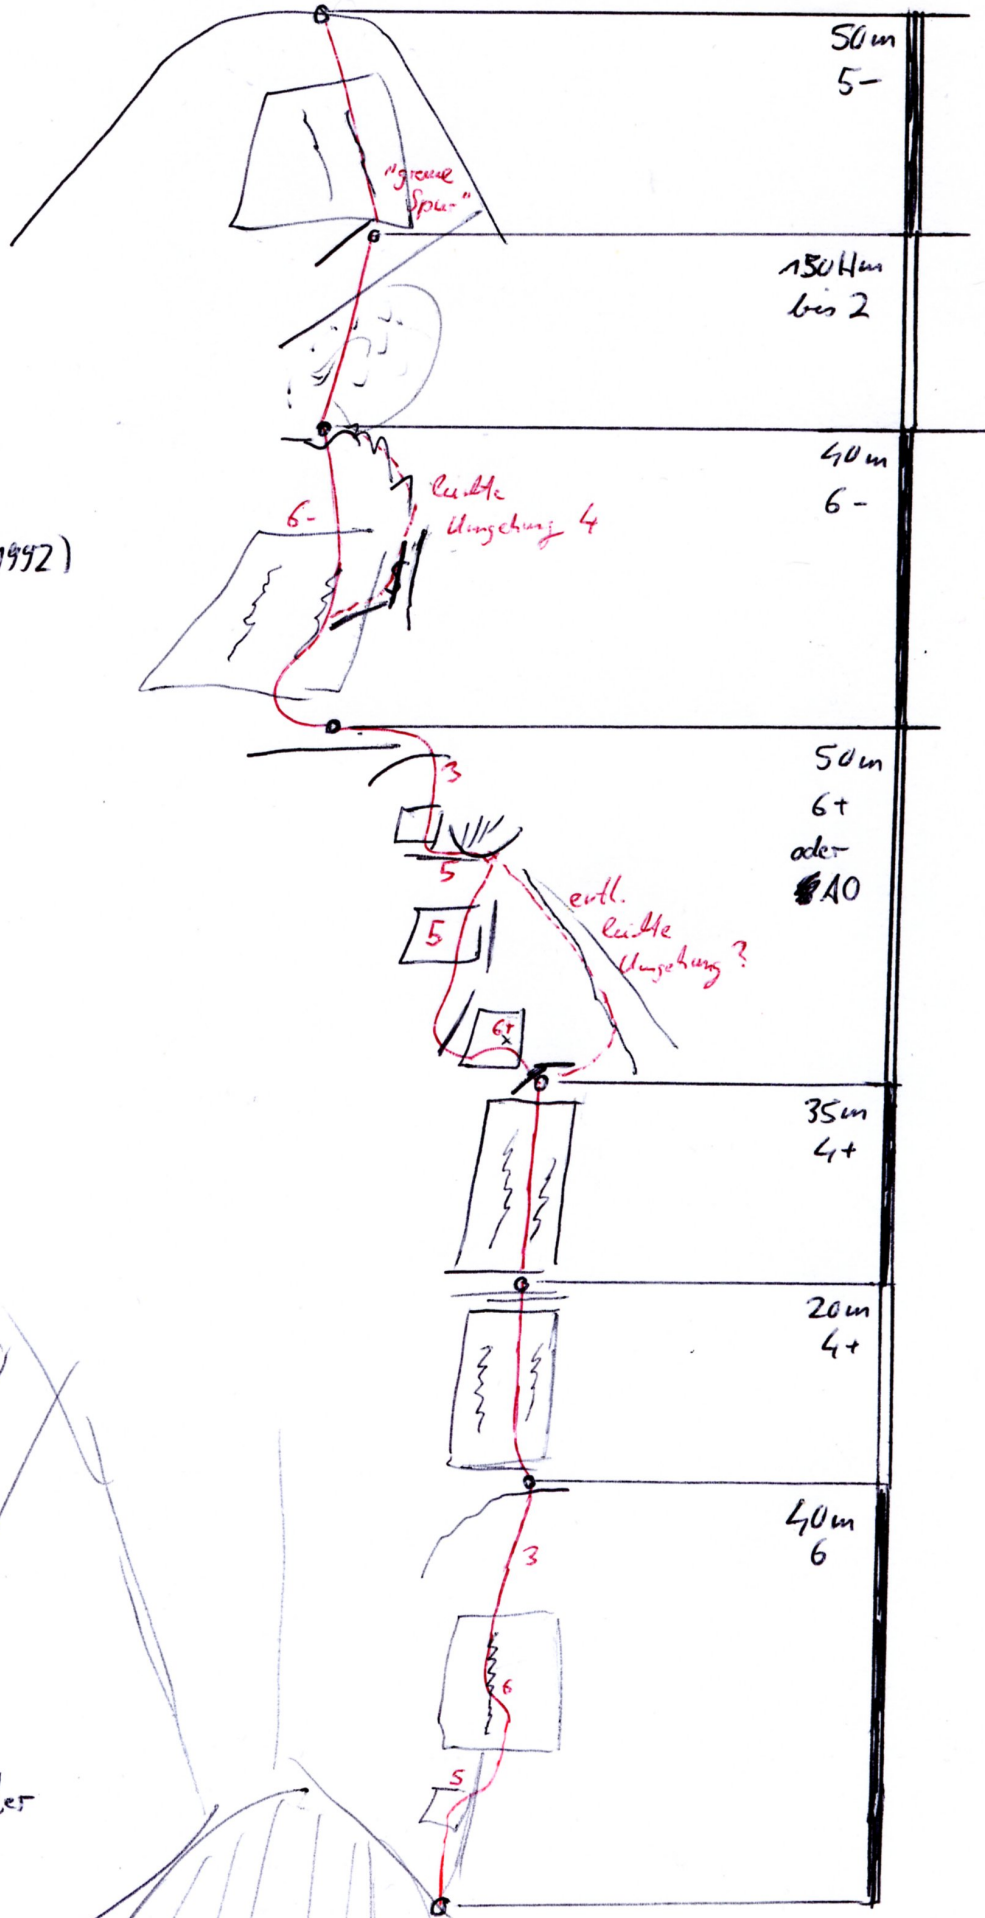 50m
5-
"graue
Spur"
150Hm
bis 2
40m
6-
6-
leichte
Umgehung 4
1992)
50m
6+
oder
A0
3
5
5
evtl.
leichte
Umgehung?
6+
x
35m
4+
20m
4+
40m
6
3
6
5
er